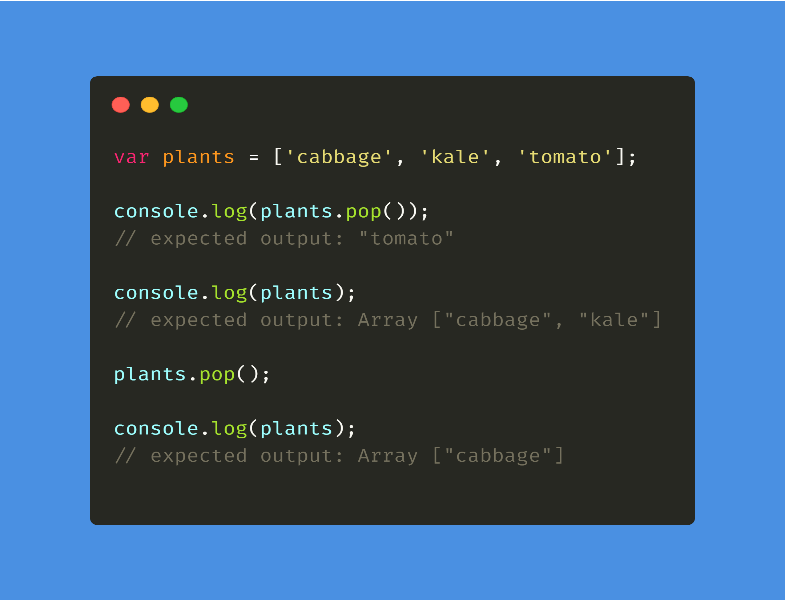 var plants = ['cabbage', 'kale', 'tomato'];
console.log(plants.pop());
// expected output: "tomato"
console.log(plants);
// expected output: Array ["cabbage", "kale"]
plants.pop();
console.log(plants);
// expected output: Array ["cabbage"]